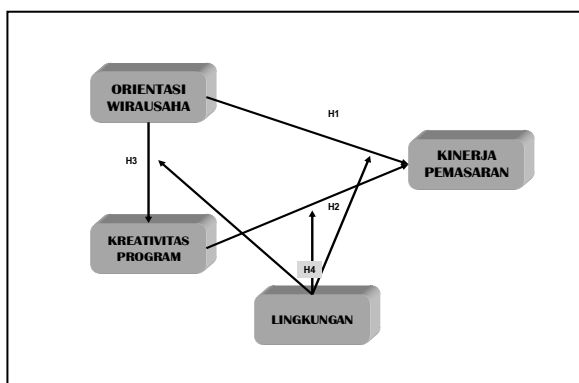 ORIENTASI
WIRAUSAHA
H1
KINERJA
PEMASARAN
H3
H2
KREATIVITAS
PROGRAM
H4
LINGKUNGAN